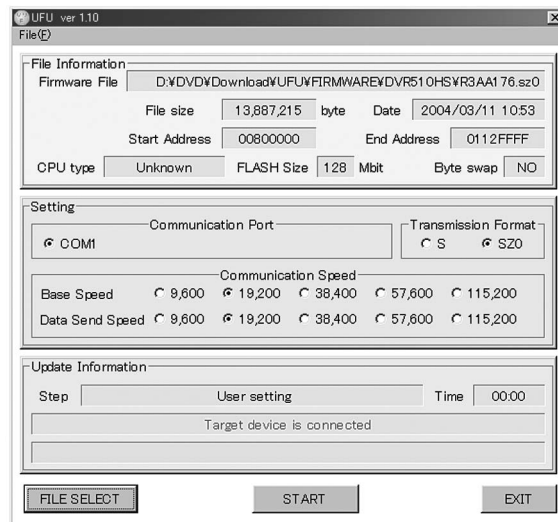 UFU ver 1.10
File(F)
File Information
Firmware File D:¥DVD¥Download¥UFU¥FIRMWARE¥DVR510HS¥R3AA176.sz0
File size 13,887,215 byte Date 2004/03/11 10:53
Start Address 00800000 End Address 0112FFFF
CPU type Unknown FLASH Size 128 Mbit Byte swap NO
Setting
Communication Port
COM1
Transmission Format
S SZ0
Communication Speed
Base Speed 9,600 19,200 38,400 57,600 115,200
Data Send Speed 9,600 19,200 38,400 57,600 115,200
Update Information
Step User setting Time 00:00
Target device is connected
FILE SELECT START EXIT